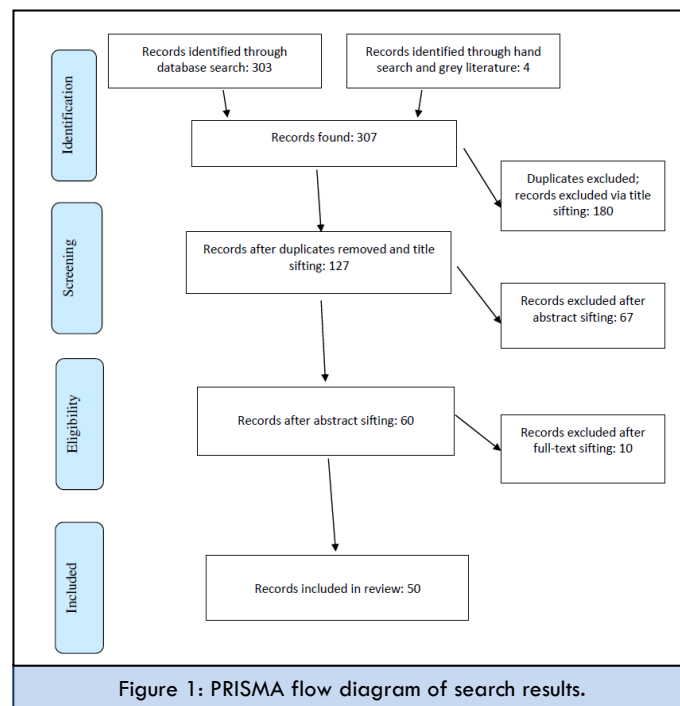 Identification
Records identified through
database search: 303
Records identified through hand
search and grey literature: 4
Records found: 307
Duplicates excluded;
records excluded via title
sifting: 180
Screening
Records after duplicates removed and title
sifting: 127
Records excluded after
abstract sifting: 67
Eligibility
Records after abstract sifting: 60
Records excluded after
full-text sifting: 10
Included
Records included in review: 50
Figure 1: PRISMA flow diagram of search results.